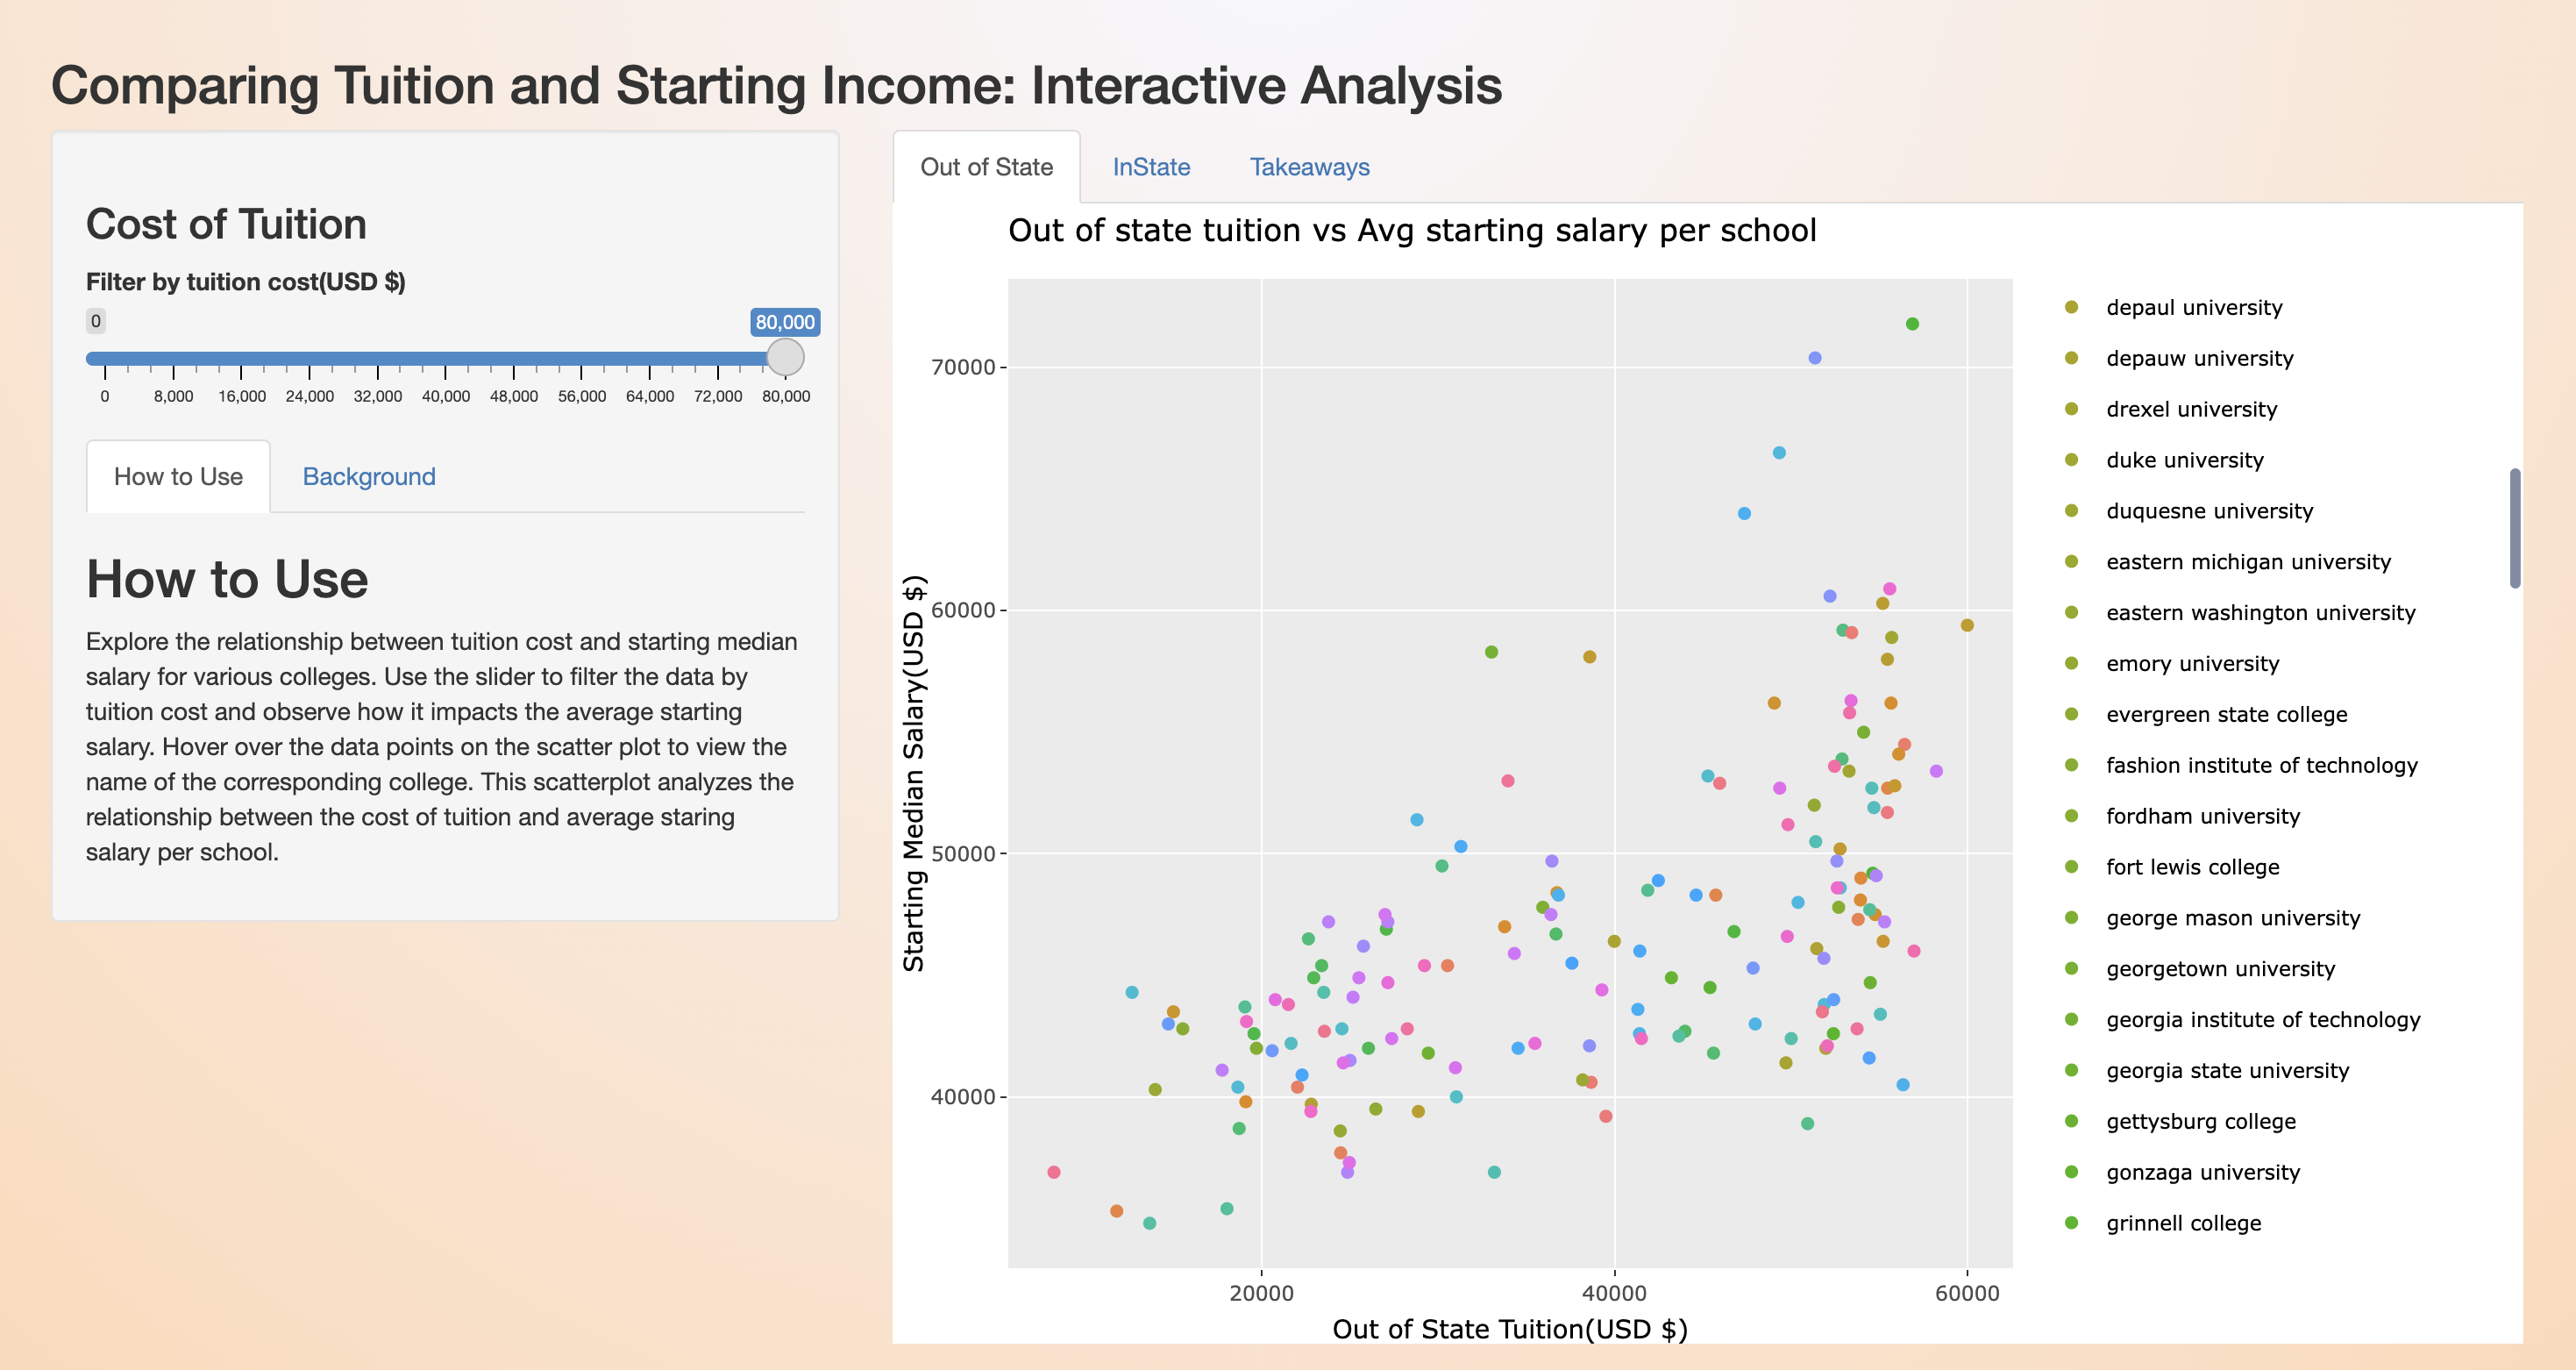 Comparing Tuition and Starting Income: Interactive Analysis
Cost of Tuition
Filter by tuition cost(USD $)
0
80,000
0 8,000 16,000 24,000 32,000 40,000 48,000 56,000 64,000 72,000 80,000
How to Use Background
How to Use
Explore the relationship between tuition cost and starting median
salary for various colleges. Use the slider to filter the data by
tuition cost and observe how it impacts the average starting
salary. Hover over the data points on the scatter plot to view the
name of the corresponding college. This scatterplot analyzes the
relationship between the cost of tuition and average staring
salary per school.
Out of State InState Takeaways
Out of state tuition vs Avg starting salary per school
Starting Median Salary(USD $)
70000
60000
50000
40000
20000 40000 60000
Out of State Tuition(USD $)
depaul university
depauw university
drexel university
duke university
duquesne university
eastern michigan university
eastern washington university
emory university
evergreen state college
fashion institute of technology
fordham university
fort lewis college
george mason university
georgetown university
georgia institute of technology
georgia state university
gettysburg college
gonzaga university
grinnell college